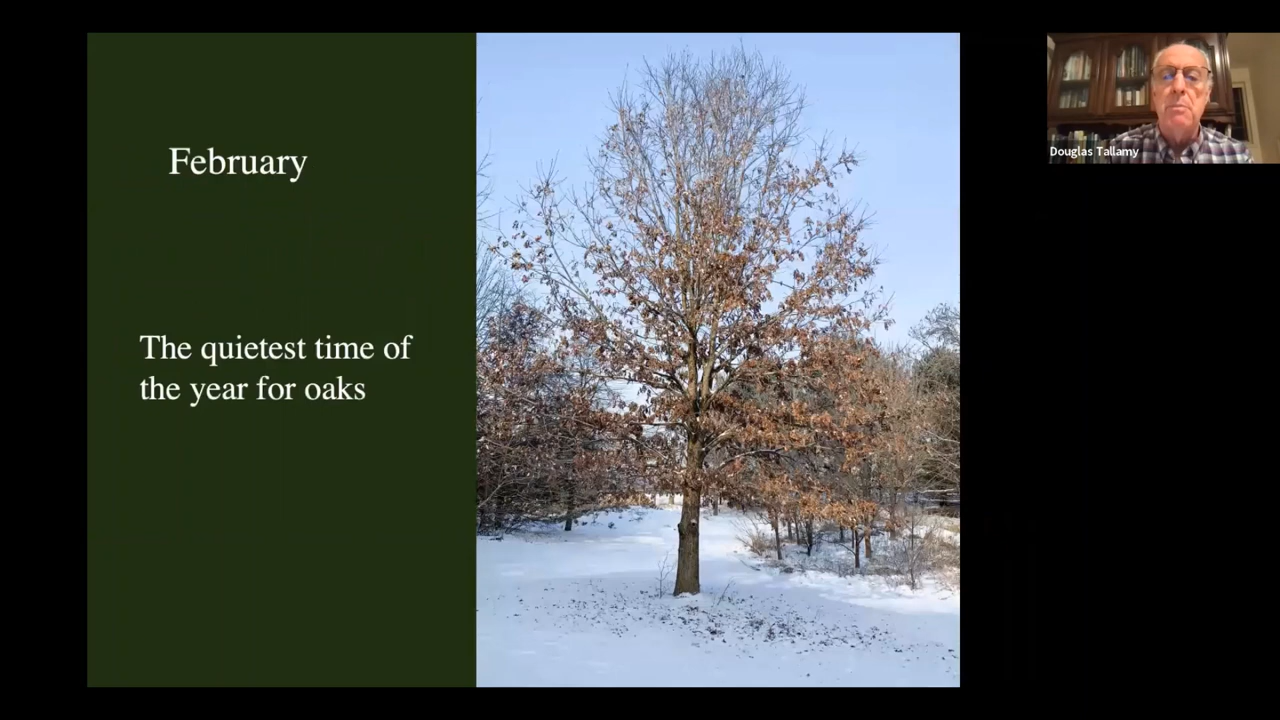 February
The quietest time of
the year for oaks
Douglas Tallamy